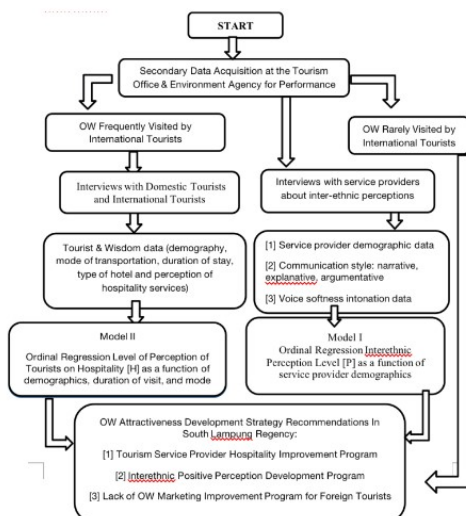 START
Secondary Data Acquisition at the Tourism
Office & Environment Agency for Performance
OW Frequently Visited by
International Tourists
OW Rarely Visited by
International Tourists
Interviews with Domestic Tourists
and International Tourists
Interviews with service providers
about inter-ethnic perceptions
Tourist & Wisdom data (demography,
mode of transportation, duration of stay,
type of hotel and perception of
hospitality services)
[1] Service provider demographic data
[2] Communication style: narrative,
explanative, argumentative
[3] Voice softness intonation data
Model II
Ordinal Regression Level of Perception of
Tourists on Hospitality [H] as a function of
demographics, duration of visit, and mode
Model I
Ordinal Regression Interethnic
Perception Level [P] as a function of
service provider demographics
OW Attractiveness Development Strategy Recommendations In
South Lampung Regency:
[1] Tourism Service Provider Hospitality Improvement Program
[2] Interethnic Positive Perception Development Program
[3] Lack of OW Marketing Improvement Program for Foreign Tourists